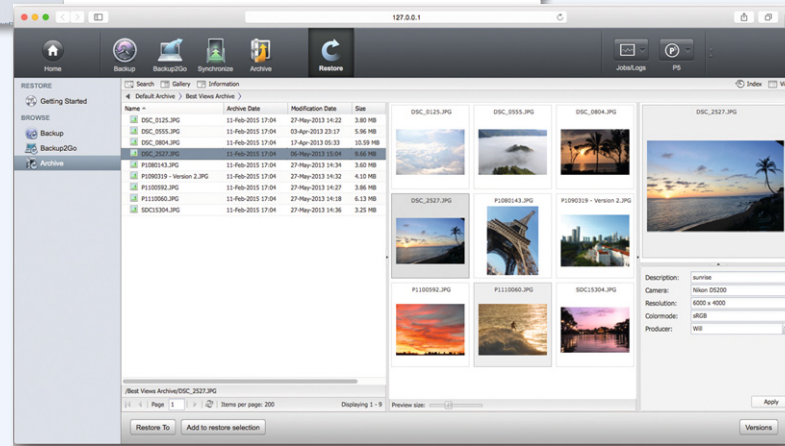 127.0.0.1
Home
Backup
Backup2Go
Synchronize
Archive
Restore
Jobs/Logs
P5
RESTORE
Getting Started
BROWSE
Backup
Backup2Go
Archive
Search Gallery Information
Index
Default Archive Best Views Archive
Name Archive Date Modification Date Size
DSC_0125.JPG 11-Feb-2015 17:04 27-May-2013 14:22 3.80 MB
DSC_0555.JPG 11-Feb-2015 17:04 03-Apr-2013 23:17 5.96 MB
DSC_0804.JPG 11-Feb-2015 17:04 17-Apr-2013 05:33 10.59 MB
DSC_2527.JPG 11-Feb-2015 17:04 06-May-2013 15:04 9.66 MB
P1080143.JPG 11-Feb-2015 17:04 27-May-2013 14:34 3.60 MB
P1090319 - Version 2.JPG 11-Feb-2015 17:04 27-May-2013 14:32 4.10 MB
P1100592.JPG 11-Feb-2015 17:04 27-May-2013 14:27 3.86 MB
P1110060.JPG 11-Feb-2015 17:04 27-May-2013 14:18 6.13 MB
SDC15304.JPG 11-Feb-2015 17:04 27-May-2013 14:36 3.25 MB
/Best Views Archive/DSC_2527.JPG
Page 1 Items per page: 200 Displaying 1 - 9
DSC_0125.JPG DSC_0555.JPG DSC_0804.JPG
DSC_2527.JPG P1080143.JPG P1090319 - Version 2.JPG
P1100592.JPG P1110060.JPG SDC15304.JPG
Preview size:
DSC_2527.JPG
Description: sunrise
Camera: Nikon D5200
Resolution: 6000 x 4000
Colormode: sRGB
Producer: Will
Apply
Restore To Add to restore selection
Versions